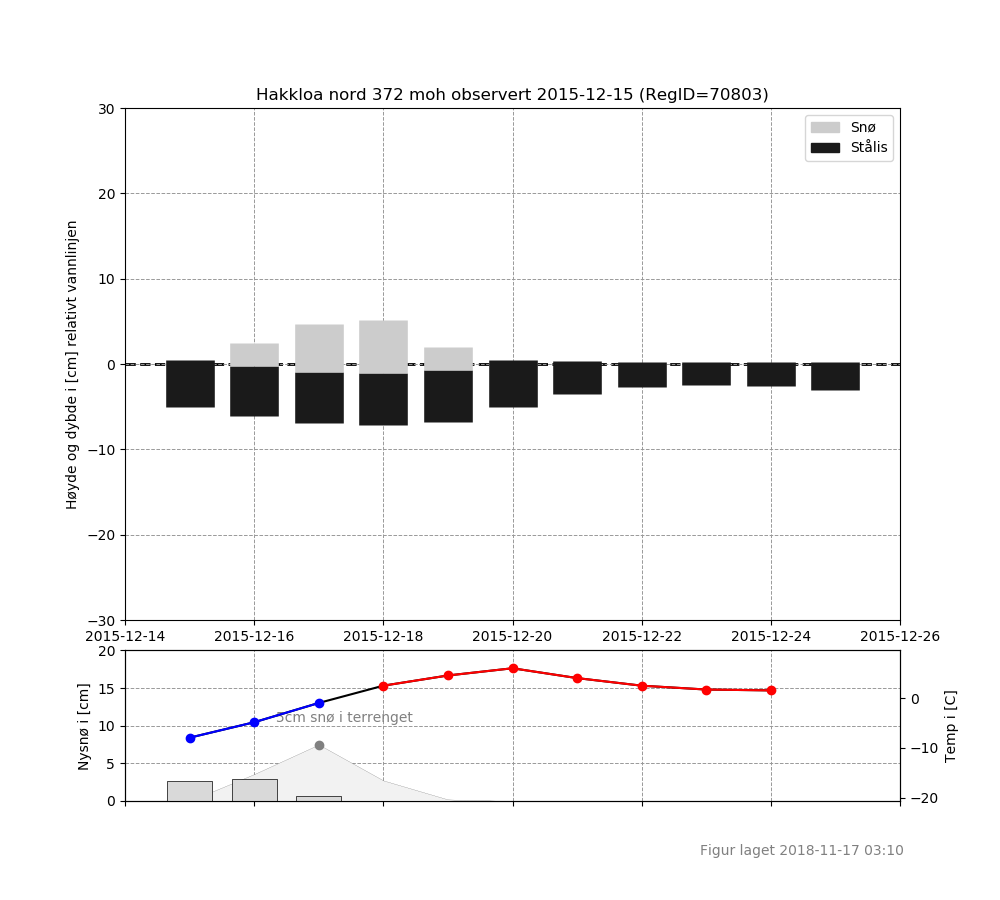 Hakkloa nord 372 moh observert 2015-12-15 (RegID=70803)
Snø
Stålis
Høyde og dybde i [cm] relativt vannlinjen
30
20
10
0
−10
−20
−30
2015-12-14 2015-12-16 2015-12-18 2015-12-20 2015-12-22 2015-12-24 2015-12-26
Nysnø i [cm]
20
15
10
5
0
5cm snø i terrenget
0
−10
−20
Temp i [C]
Figur laget 2018-11-17 03:10